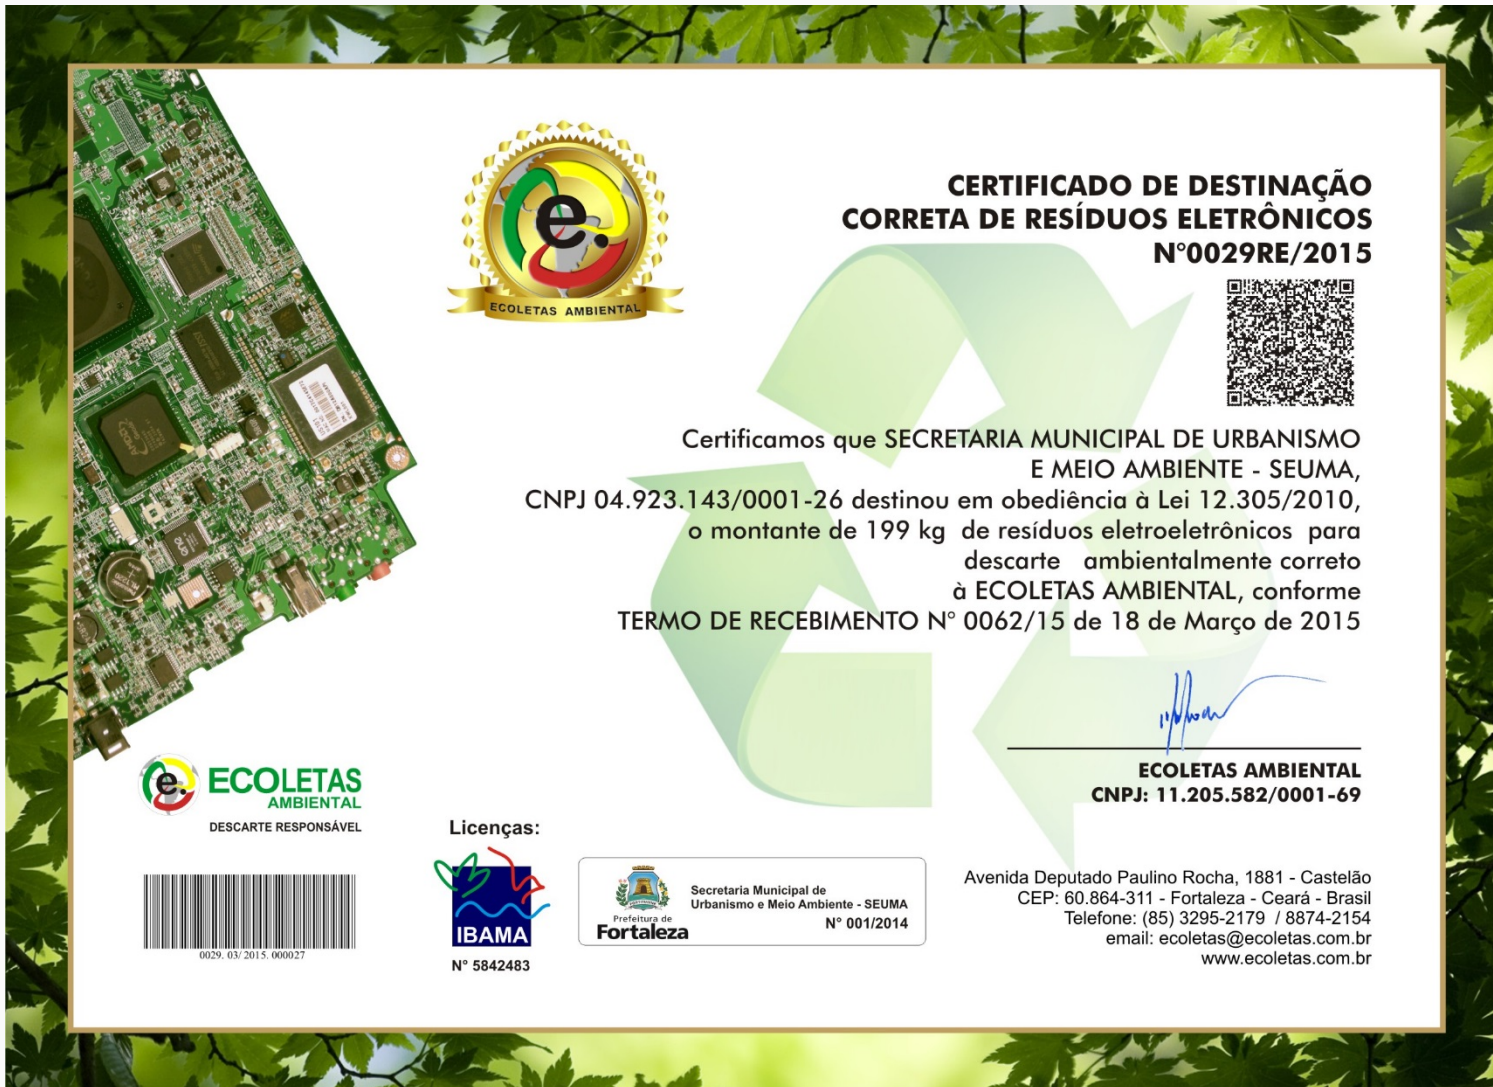 CERTIFICADO DE DESTINAÇÃO
CORRETA DE RESÍDUOS ELETRÔNICOS
N°0029RE/2015
e.
ECOLETAS AMBIENTAL
Certificamos que SECRETARIA MUNICIPAL DE URBANISMO
E MEIO AMBIENTE - SEUMA,
CNPJ 04.923.143/0001-26 destinou em obediência à Lei 12.305/2010,
o montante de 199 kg de resíduos eletroeletrônicos para
descarte ambientalmente correto
à ECOLETAS AMBIENTAL, conforme
TERMO DE RECEBIMENTO N° 0062/15 de 18 de Março de 2015
ECOLETAS AMBIENTAL
CNPJ: 11.205.582/0001-69
e.
ECOLETAS
AMBIENTAL
DESCARTE RESPONSÁVEL
0029. 03/ 2015. 000027
Licenças:
IBAMA
N° 5842483
Prefeitura de
Fortaleza
Secretaria Municipal de
Urbanismo e Meio Ambiente - SEUMA
N° 001/2014
Avenida Deputado Paulino Rocha, 1881 - Castelão
CEP: 60.864-311 - Fortaleza - Ceará - Brasil
Telefone: (85) 3295-2179 / 8874-2154
email: ecoletas@ecoletas.com.br
www.ecoletas.com.br